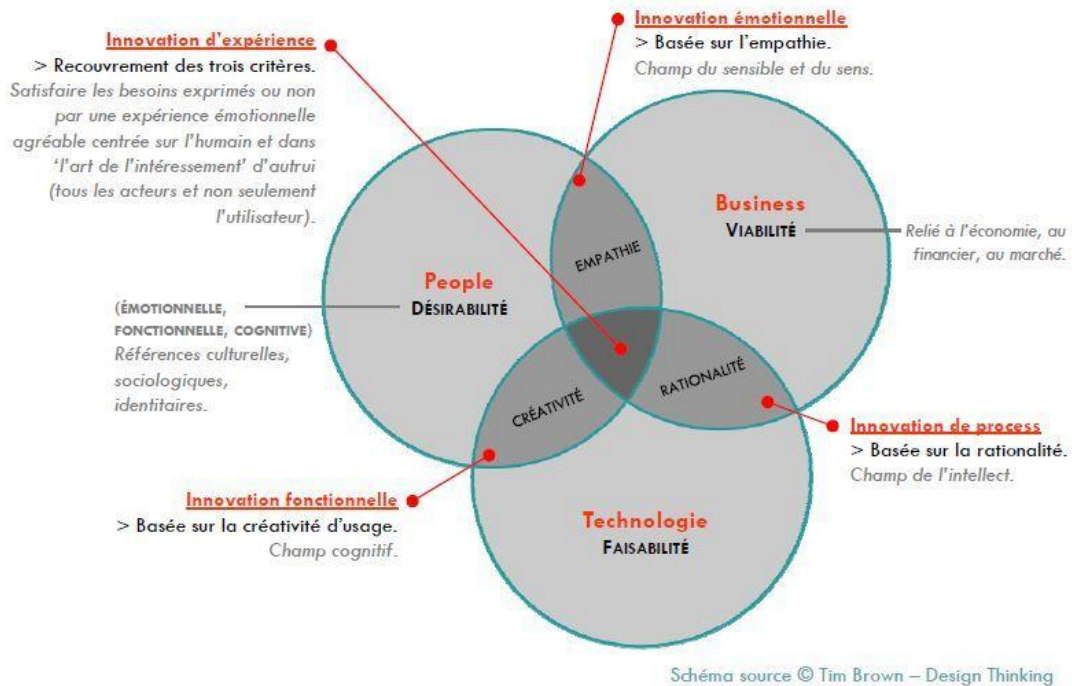 Innovation émotionnelle
> Basée sur l'empathie.
Champ du sensible et du sens.
Innovation d'expérience
> Recouvrement des trois critères.
Satisfaire les besoins exprimés ou non
par une expérience émotionnelle
agréable centrée sur l'humain et dans
'l'art de l'intéressement' d'autrui
(tous les acteurs et non seulement
l'utilisateur).
Business
VIABILITÉ
Relié à l'économie, au
financier, au marché.
EMPATHIE
People
DÉSIRABILITÉ
(ÉMOTIONNELLE,
FONCTIONNELLE, COGNITIVE)
Références culturelles,
sociologiques,
identitaires.
CRÉATIVITÉ
RATIONALITÉ
Innovation de process
> Basée sur la rationalité.
Champ de l'intellect.
Innovation fonctionnelle
> Basée sur la créativité d'usage.
Champ cognitif.
Technologie
FAISABILITÉ
Schéma source © Tim Brown – Design Thinking